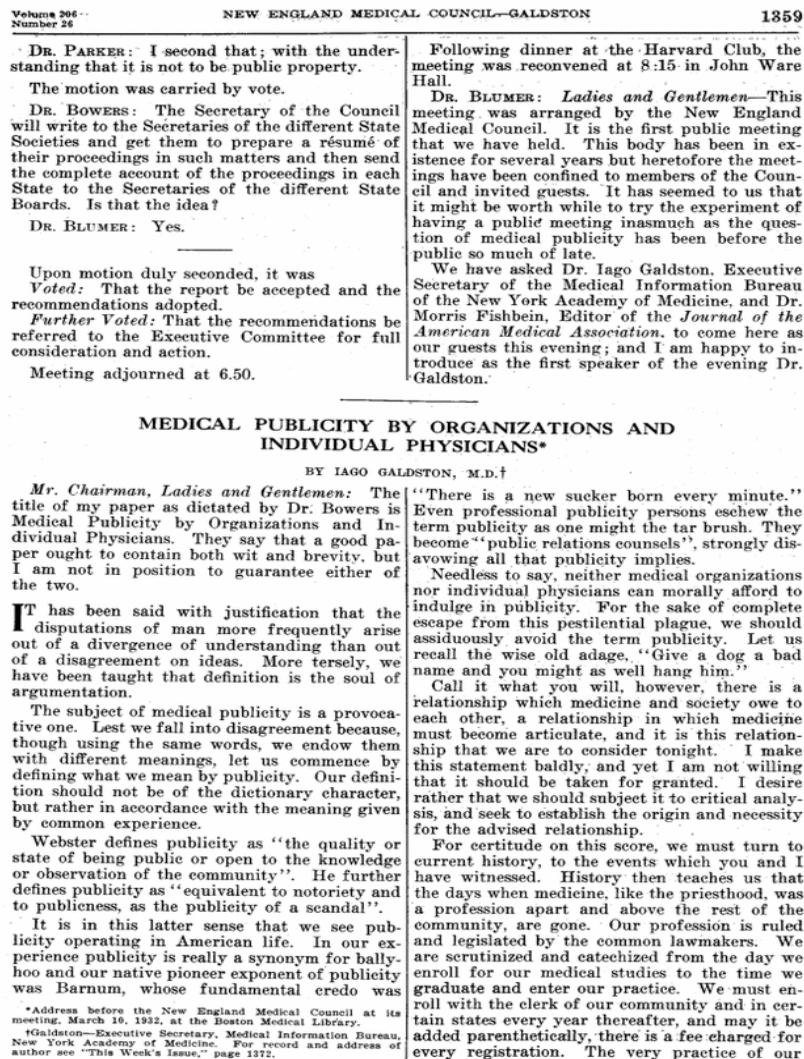 Volume 206
Number 26
NEW ENGLAND MEDICAL COUNCIL—GALDSTON
1359
DR. PARKER: I second that; with the under-
standing that it is not to be public property.
The motion was carried by vote.
DR. BOWERS: The Secretary of the Council
will write to the Secretaries of the different State
Societies and get them to prepare a résumé of
their proceedings in such matters and then send
the complete account of the proceedings in each
State to the Secretaries of the different State
Boards. Is that the idea?
DR. BLUMER: Yes.
Upon motion duly seconded, it was
Voted: That the report be accepted and the
recommendations adopted.
Further Voted: That the recommendations be
referred to the Executive Committee for full
consideration and action.
Meeting adjourned at 6.50.
Following dinner at the Harvard Club, the
meeting was reconvened at 8:15 in John Ware
Hall.
DR. BLUMER: Ladies and Gentlemen—This
meeting was arranged by the New England
Medical Council. It is the first public meeting
that we have held. This body has been in ex-
istence for several years but heretofore the meet-
ings have been confined to members of the Coun-
cil and invited guests. It has seemed to us that
it might be worth while to try the experiment of
having a public meeting inasmuch as the ques-
tion of medical publicity has been before the
public so much of late.
We have asked Dr. Iago Galdston, Executive
Secretary of the Medical Information Bureau
of the New York Academy of Medicine, and Dr.
Morris Fishbein, Editor of the Journal of the
American Medical Association, to come here as
our guests this evening; and I am happy to in-
troduce as the first speaker of the evening Dr.
Galdston.
MEDICAL PUBLICITY BY ORGANIZATIONS AND
INDIVIDUAL PHYSICIANS*
BY IAGO GALDSTON, M.D.†
Mr. Chairman, Ladies and Gentlemen: The
title of my paper as dictated by Dr. Bowers is
Medical Publicity by Organizations and In-
dividual Physicians. They say that a good pa-
per ought to contain both wit and brevity, but
I am not in position to guarantee either of
the two.
IT has been said with justification that the
disputations of man more frequently arise
out of a divergence of understanding than out
of a disagreement on ideas. More tersely, we
have been taught that definition is the soul of
argumentation.
The subject of medical publicity is a provoca-
tive one. Lest we fall into disagreement because,
though using the same words, we endow them
with different meanings, let us commence by
defining what we mean by publicity. Our defini-
tion should not be of the dictionary character,
but rather in accordance with the meaning given
by common experience.
Webster defines publicity as "the quality or
state of being public or open to the knowledge
or observation of the community". He further
defines publicity as "equivalent to notoriety and
to publicness, as the publicity of a scandal".
It is in this latter sense that we see pub-
licity operating in American life. In our ex-
perience publicity is really a synonym for bally-
hoo and our native pioneer exponent of publicity
was Barnum, whose fundamental credo was
*Address before the New England Medical Council at its
meeting, March 16, 1932, at the Boston Medical Library.
†Galdston—Executive Secretary, Medical Information Bureau,
New York Academy of Medicine. For record and address of
author see "This Week's Issue," page 1372.
"There is a new sucker born every minute."
Even professional publicity persons eschew the
term publicity as one might the tar brush. They
become "public relations counsels", strongly dis-
avowing all that publicity implies.
Needless to say, neither medical organizations
nor individual physicians can morally afford to
indulge in publicity. For the sake of complete
escape from this pestilential plague, we should
assiduously avoid the term publicity. Let us
recall the wise old adage, "Give a dog a bad
name and you might as well hang him."
Call it what you will, however, there is a
relationship which medicine and society owe to
each other, a relationship in which medicine
must become articulate, and it is this relation-
ship that we are to consider tonight. I make
this statement baldly, and yet I am not willing
that it should be taken for granted. I desire
rather that we should subject it to critical analy-
sis, and seek to establish the origin and necessity
for the advised relationship.
For certitude on this score, we must turn to
current history, to the events which you and I
have witnessed. History then teaches us that
the days when medicine, like the priesthood, was
a profession apart and above the rest of the
community, are gone. Our profession is ruled
and legislated by the common lawmakers. We
are scrutinized and catechized from the day we
enroll for our medical studies to the time we
graduate and enter our practice. We must en-
roll with the clerk of our community and in cer-
tain states every year thereafter, and may it be
added parenthetically, there is a fee charged for
every registration. The very practice of our